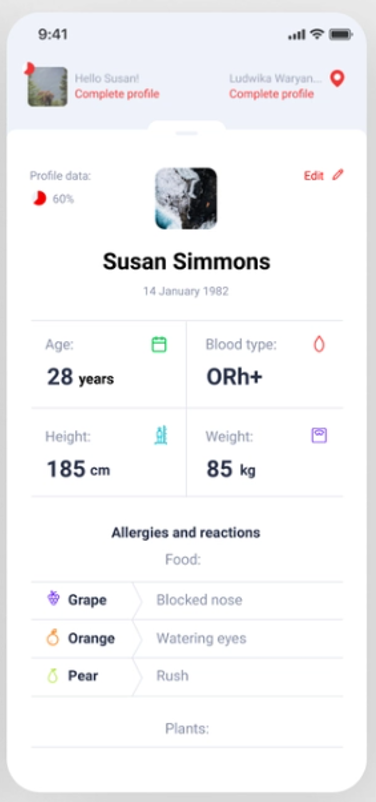 9:41
Hello Susan!
Complete profile
Ludwika Waryan...
Complete profile
Profile data:
60%
Edit
Susan Simmons
14 January 1982
Age:
28 years
Blood type:
ORh+
Height:
185 cm
Weight:
85 kg
Allergies and reactions
Food:
Grape Blocked nose
Orange Watering eyes
Pear Rush
Plants: